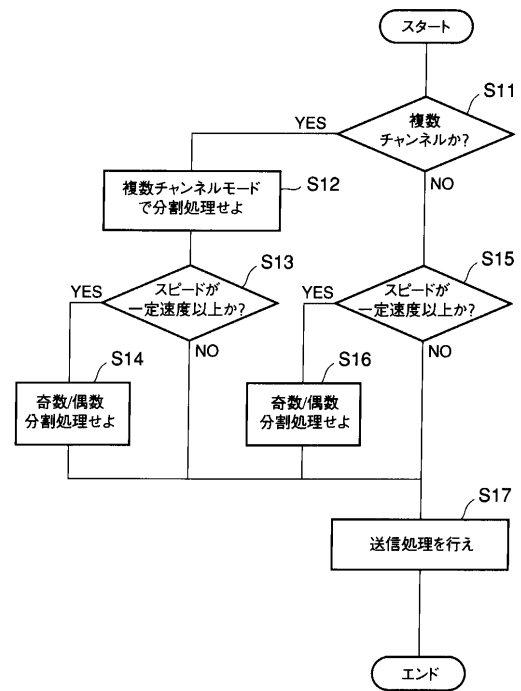 スタート
S11
複数
チャンネルか?
YES
NO
S12
複数チャンネルモード
で分割処理せよ
S13
スピードが
一定速度以上か?
YES
NO
S15
スピードが
一定速度以上か?
YES
NO
S14
奇数/偶数
分割処理せよ
S16
奇数/偶数
分割処理せよ
S17
送信処理を行え
エンド